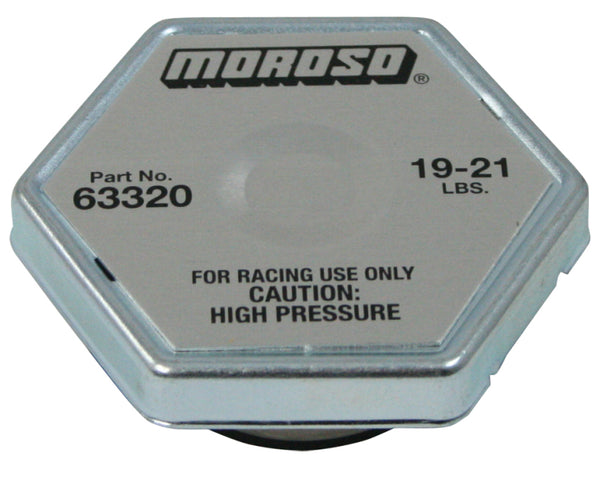 MOROSO®
Part No.
63320
19-21
LBS.
FOR RACING USE ONLY
CAUTION:
HIGH PRESSURE